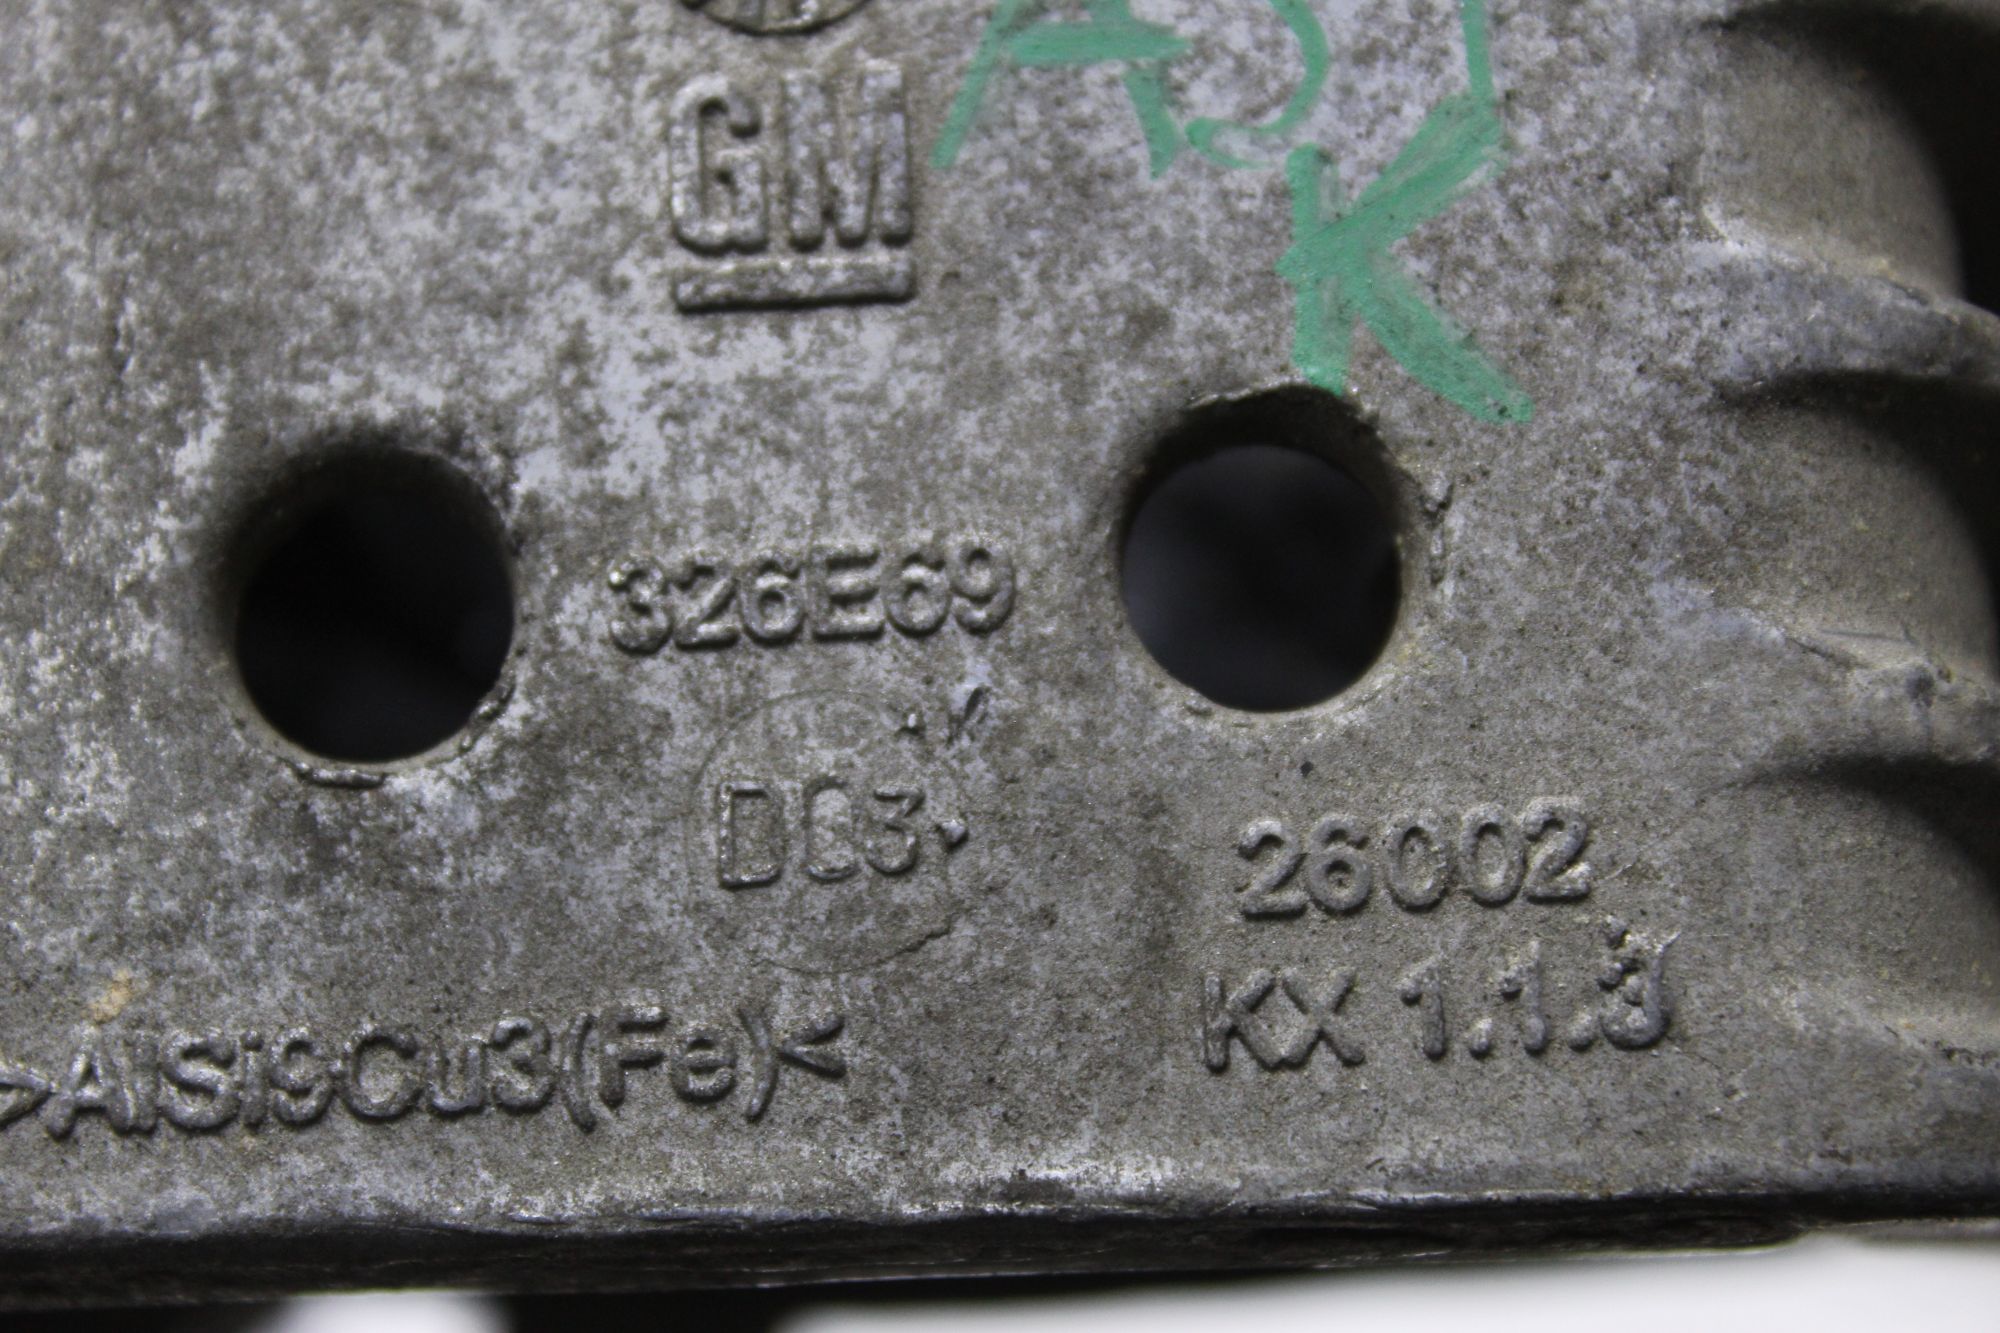 GM
K
326E69
DC3
26002
KX 1.1.3
>AlSi9Cu3(Fe)<